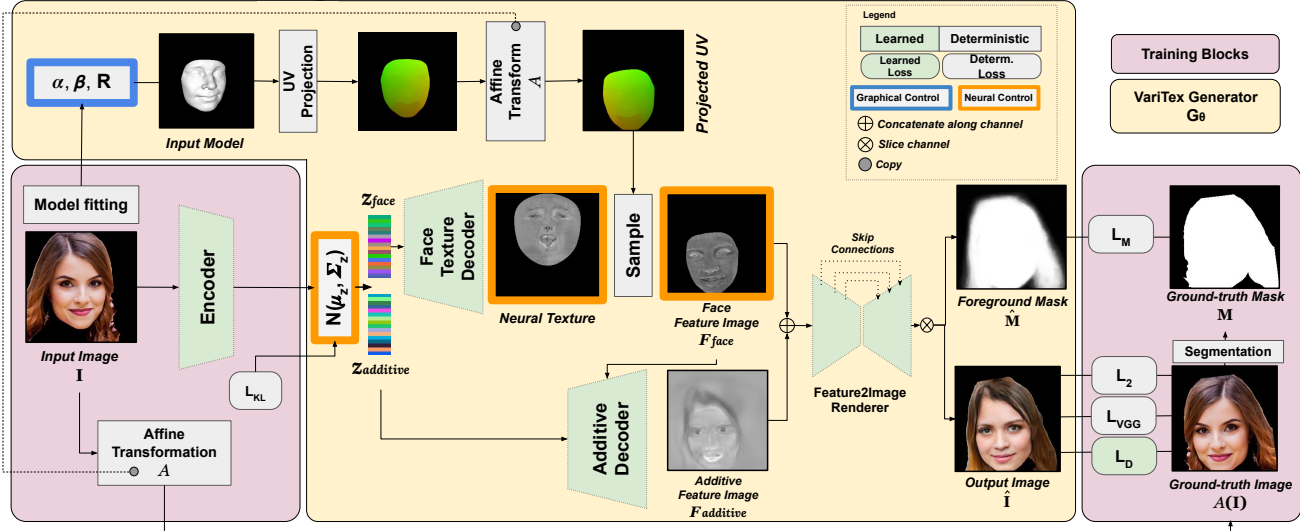 α, β, R
Input Model
UV
Projection
Affine
Transform
A
Projected UV
Legend
Learned
Deterministic
Learned
Loss
Determ.
Loss
Graphical Control
Neural Control
Concatenate along channel
Slice channel
Copy
Training Blocks
VariTex Generator
Gθ
Model fitting
Input Image
I
Encoder
L_KL
Affine
Transformation
A
N(μ_z, Σ_z)
z_face
z_additive
Face
Texture
Decoder
Neural Texture
Sample
Face
Feature Image
F_face
Additive
Decoder
Additive
Feature Image
F_additive
Skip
Connections
Feature2Image
Renderer
Foreground Mask
M̂
Output Image
Î
L_M
L_2
L_VGG
L_D
Ground-truth Mask
M
Segmentation
Ground-truth Image
A(I)